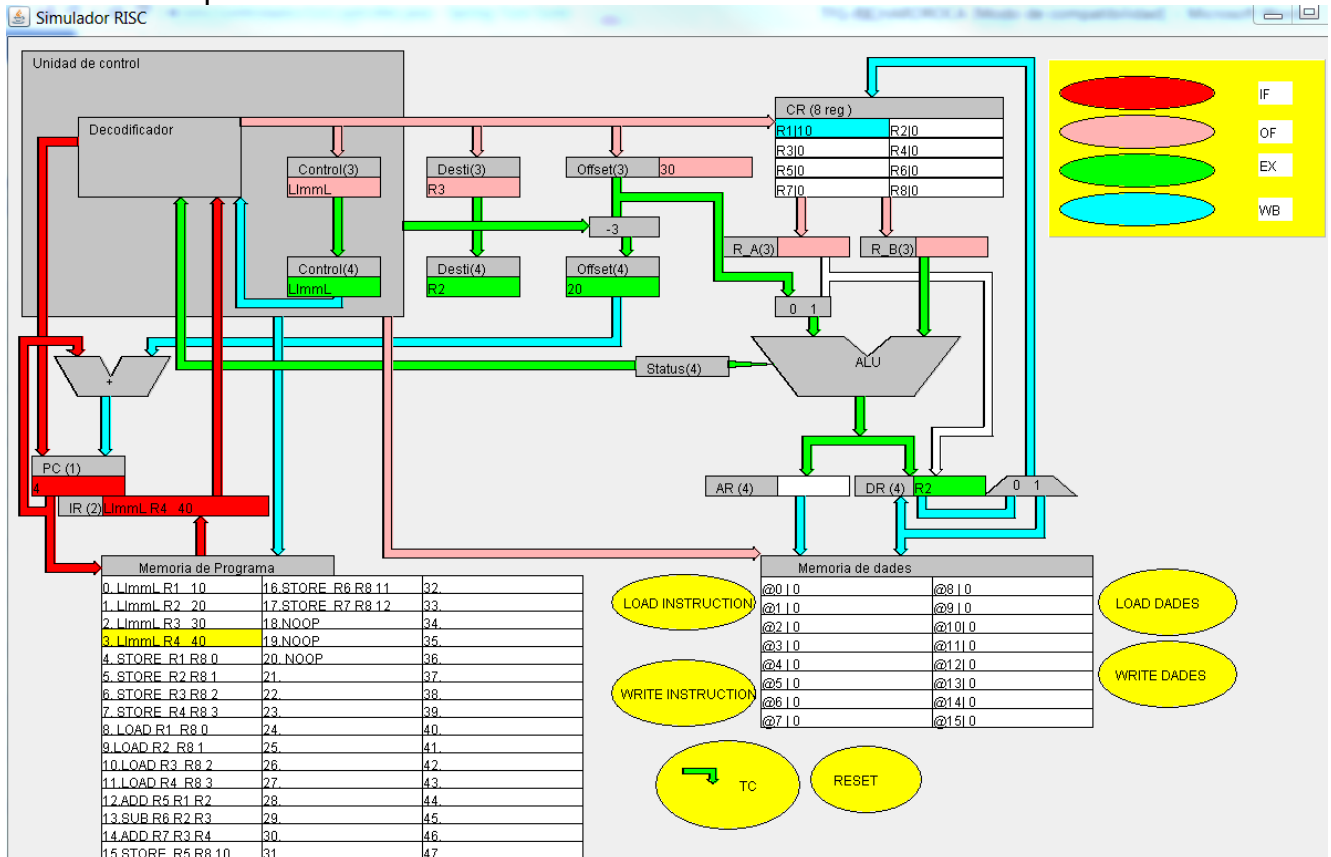 Simulador RISC
Unidad de control
Decodificador
Control(3)
LImmL
Desti(3)
R3
Offset(3) 30
CR (8 reg )
R1|10 R2|0
R3|0 R4|0
R5|0 R6|0
R7|0 R8|0
IF
OF
EX
WB
-3
R_A(3)
R_B(3)
Control(4)
LImmL
Desti(4)
R2
Offset(4)
20
0 1
ALU
Status(4)
+
PC (1)
4
IR (2) LImmL R4 40
AR (4)
DR (4) R2
0 1
Memoria de Programa
0. LImmL R1 10 16.STORE R6 R8 11 32.
1. LImmL R2 20 17.STORE R7 R8 12 33.
2. LImmL R3 30 18.NOOP 34.
3. LImmL R4 40 19.NOOP 35.
4. STORE R1 R8 0 20. NOOP 36.
5. STORE R2 R8 1 21. 37.
6. STORE R3 R8 2 22. 38.
7. STORE R4 R8 3 23. 39.
8. LOAD R1 R8 0 24. 40.
9.LOAD R2 R8 1 25. 41.
10.LOAD R3 R8 2 26. 42.
11.LOAD R4 R8 3 27. 43.
12.ADD R5 R1 R2 28. 44.
13.SUB R6 R2 R3 29. 45.
14.ADD R7 R3 R4 30. 46.
15.STORE R5 R8 10 31. 47.
LOAD INSTRUCTION
WRITE INSTRUCTION
Memoria de dades
@0 | 0 @8 | 0
@1 | 0 @9 | 0
@2 | 0 @10| 0
@3 | 0 @11| 0
@4 | 0 @12| 0
@5 | 0 @13| 0
@6 | 0 @14| 0
@7 | 0 @15| 0
LOAD DADES
WRITE DADES
TC
RESET